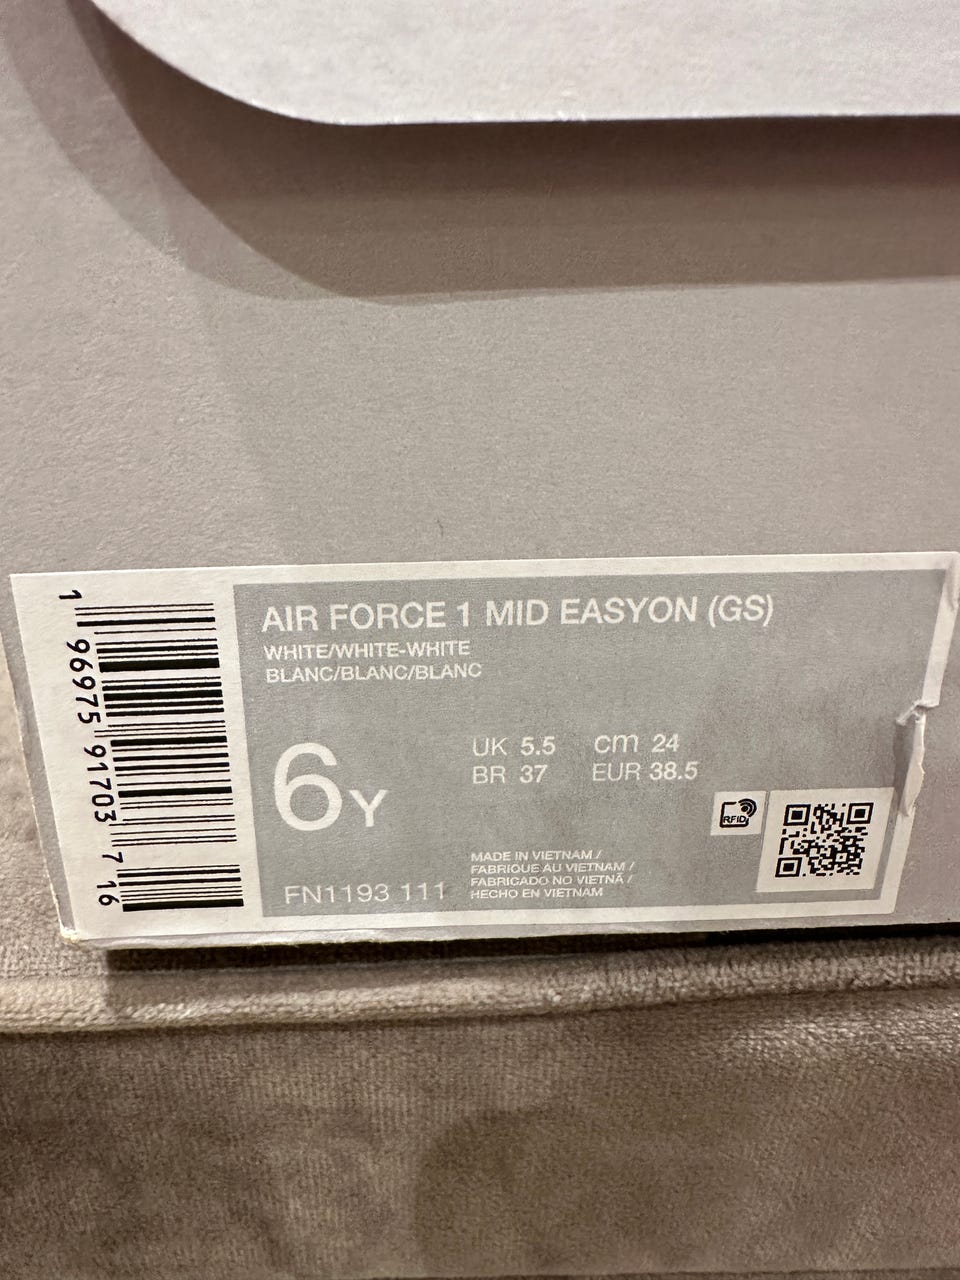 AIR FORCE 1 MID EASYON (GS)
WHITE/WHITE-WHITE
BLANC/BLANC/BLANC
6Y
UK 5.5 cm 24
BR 37 EUR 38.5
RFID
MADE IN VIETNAM /
FABRIQUE AU VIETNAM /
FABRICADO NO VIETNÃ /
HECHO EN VIETNAM
FN1193 111
1 96975 91703 7 16